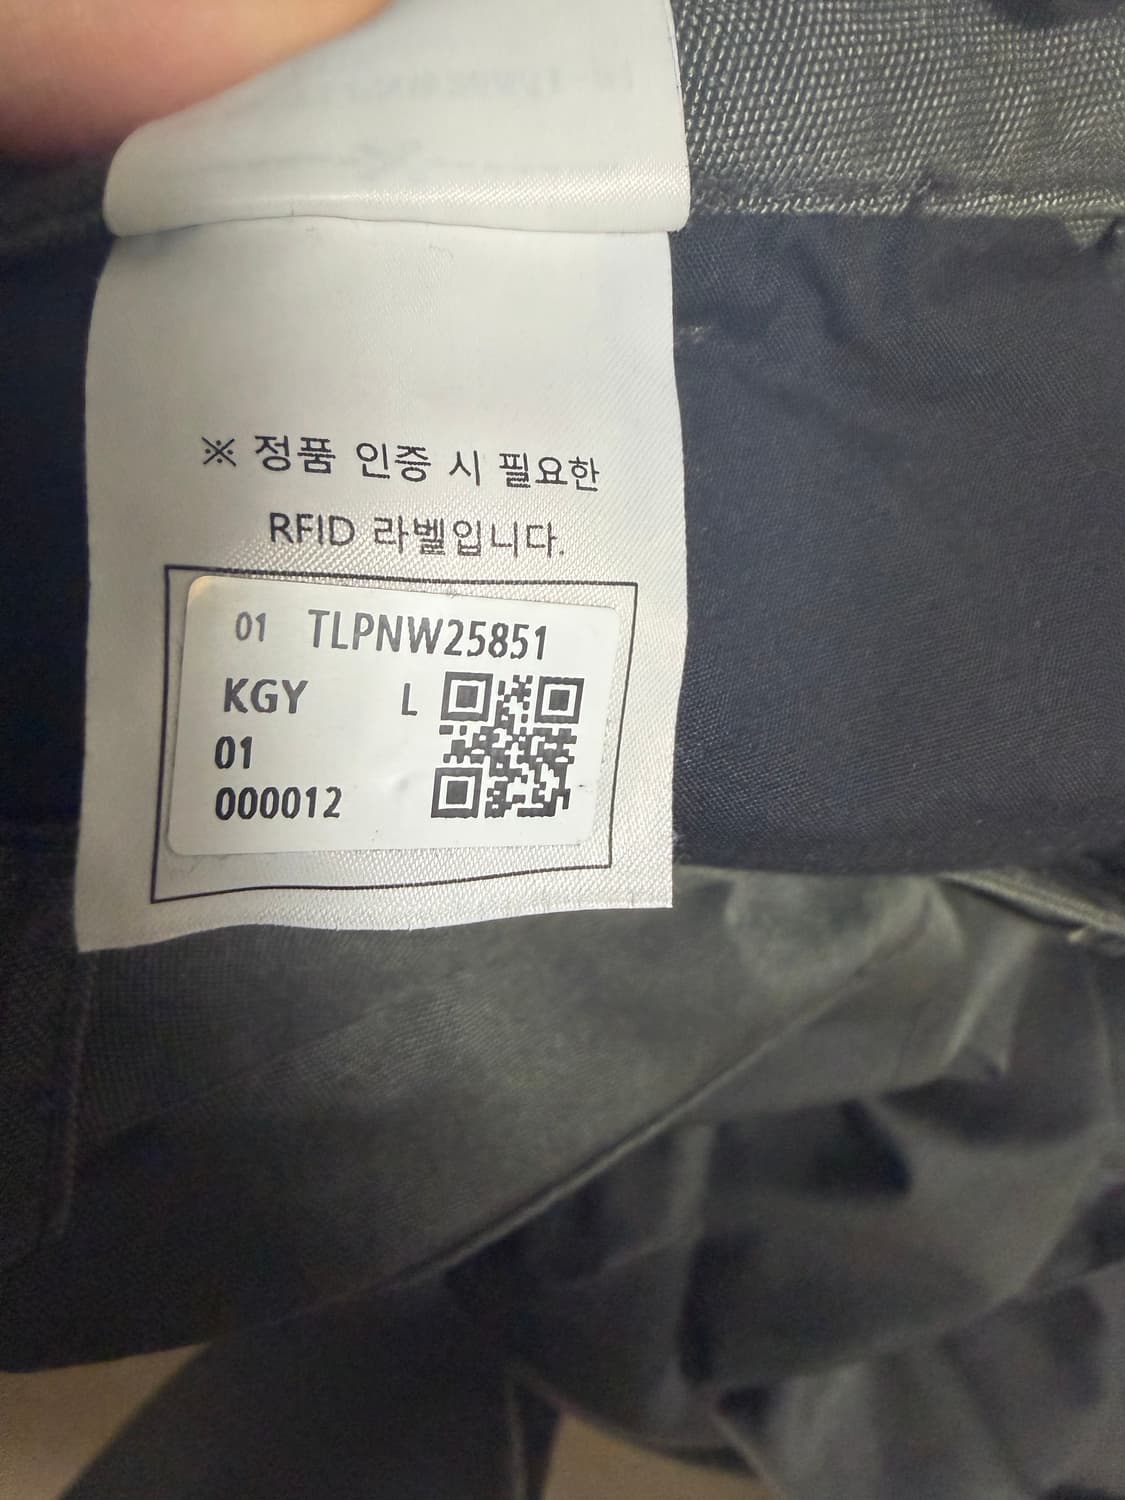 ※ 정품 인증 시 필요한
RFID 라벨입니다.
01 TLPNW25851
KGY L
01
000012